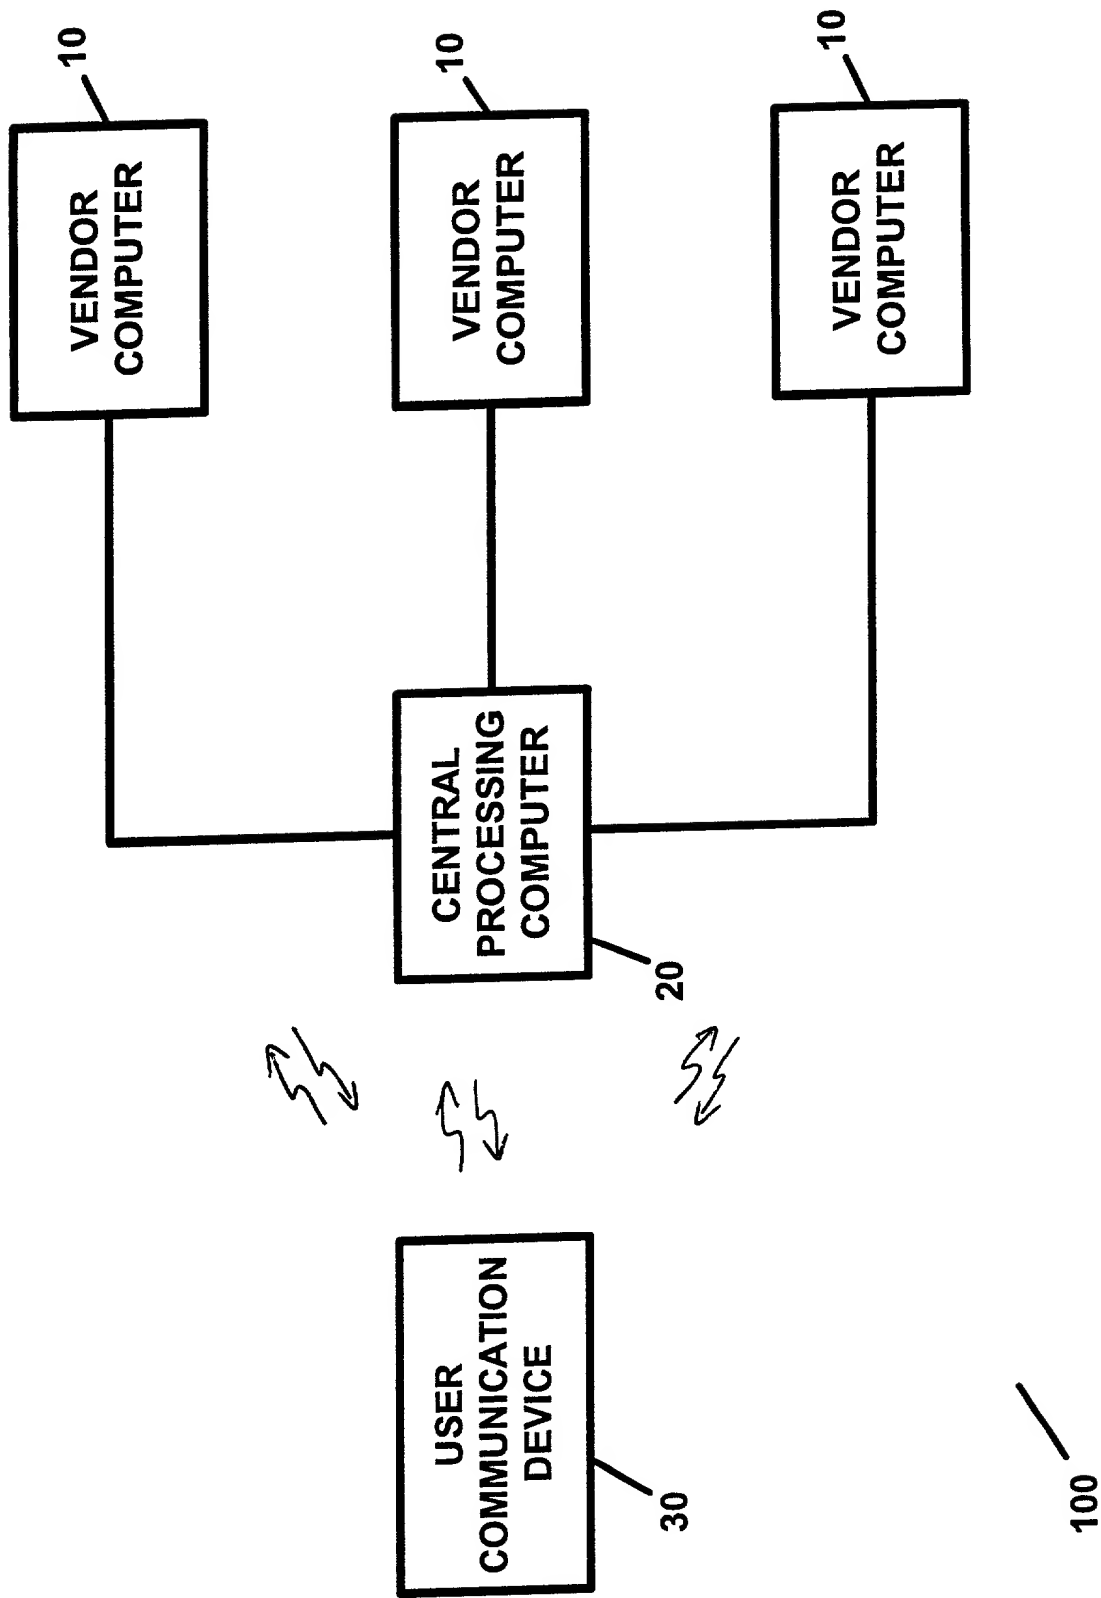 USER
COMMUNICATION
DEVICE
30
CENTRAL
PROCESSING
COMPUTER
20
VENDOR
COMPUTER
10
VENDOR
COMPUTER
10
VENDOR
COMPUTER
10
100